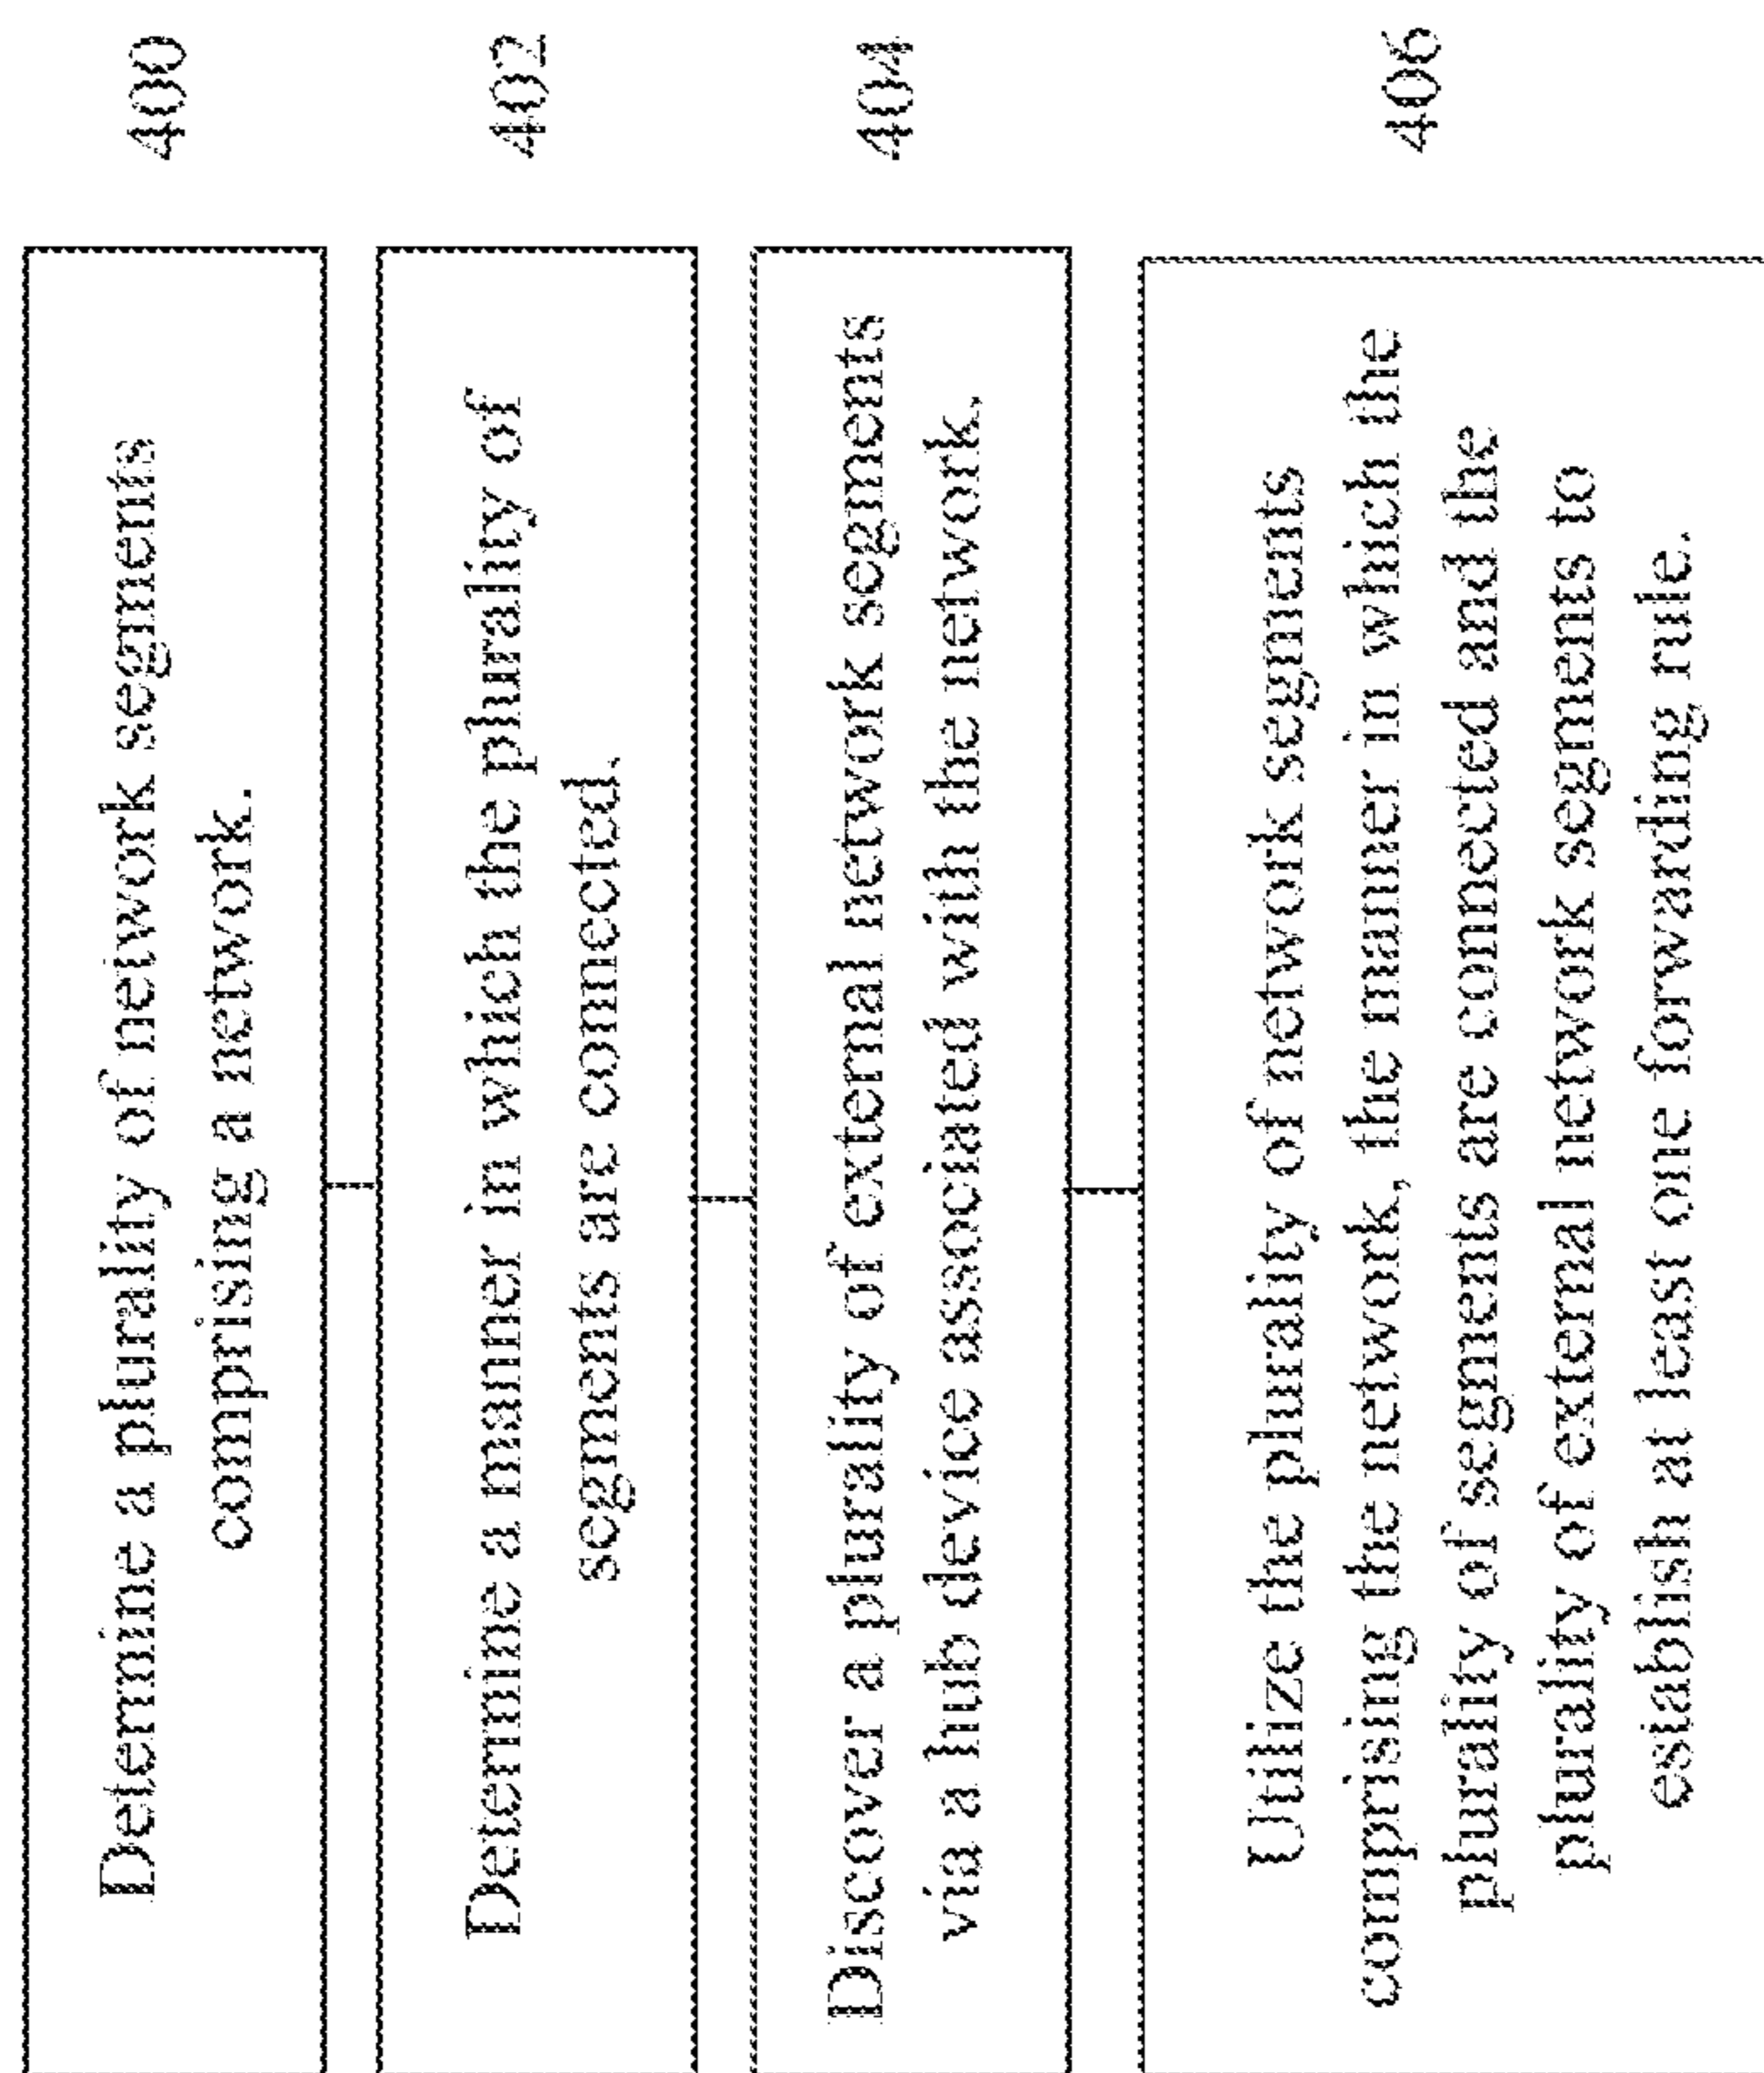 Determine a plurality of network segments
comprising a network.
400
Determine a manner in which the plurality of
segments are connected.
402
Discover a plurality of external network segments
via a hub device associated with the network.
404
Utilize the plurality of network segments
comprising the network, the manner in which the
plurality of segments are connected and the
plurality of external network segments to
establish at least one forwarding rule.
406